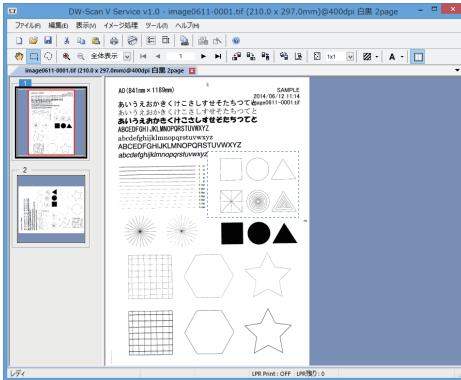 DW-Scan V Service v1.0 - image0611-0001.tif (210.0 x 297.0mm)@400dpi 白黒 2page
ファイル(F) 編集(E) 表示(V) イメージ処理 ツール(T) ヘルプ(H)
全体表示 1 1x1 A
image0611-0001.tif (210.0 x 297.0mm)@400dpi 白黒 2page
1
2
A0 (841mm×1189mm)
SAMPLE
2014/06/12 11:14
page0611-0001.tif
あいうえおかきくけこさしすせそたちつてと
あいうえおかきくけこさしすせそたちつてと
あいうえおかきくけこさしすせそたちつてと
ABCDEFGHIJKLMNOPQRSTUVWXYZ
abcdefghijklmnopqrstuvwxyz
ABCDEFGHIJKLMNOPQRSTUVWXYZ
abcdefghijklmnopqrstuvwxyz
レディ
LPR Print : OFF LPR残り : 0